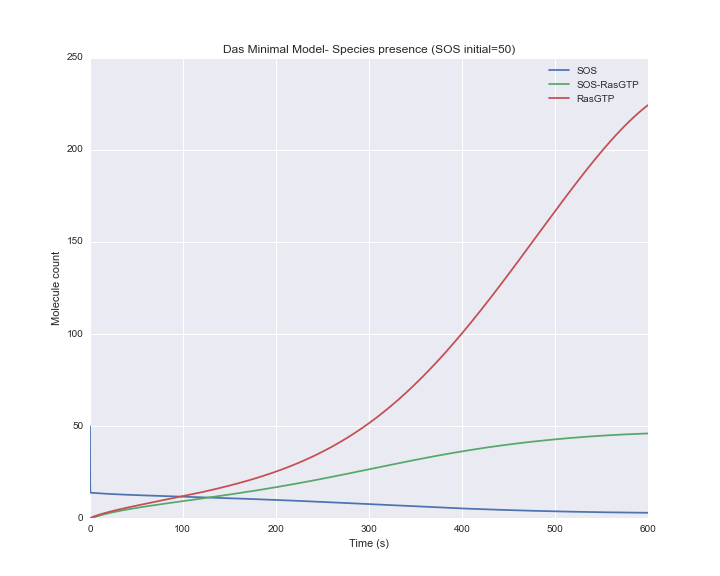 Das Minimal Model- Species presence (SOS initial=50)
SOS
SOS-RasGTP
RasGTP
Molecule count
250
200
150
100
50
0
0 100 200 300 400 500 600
Time (s)